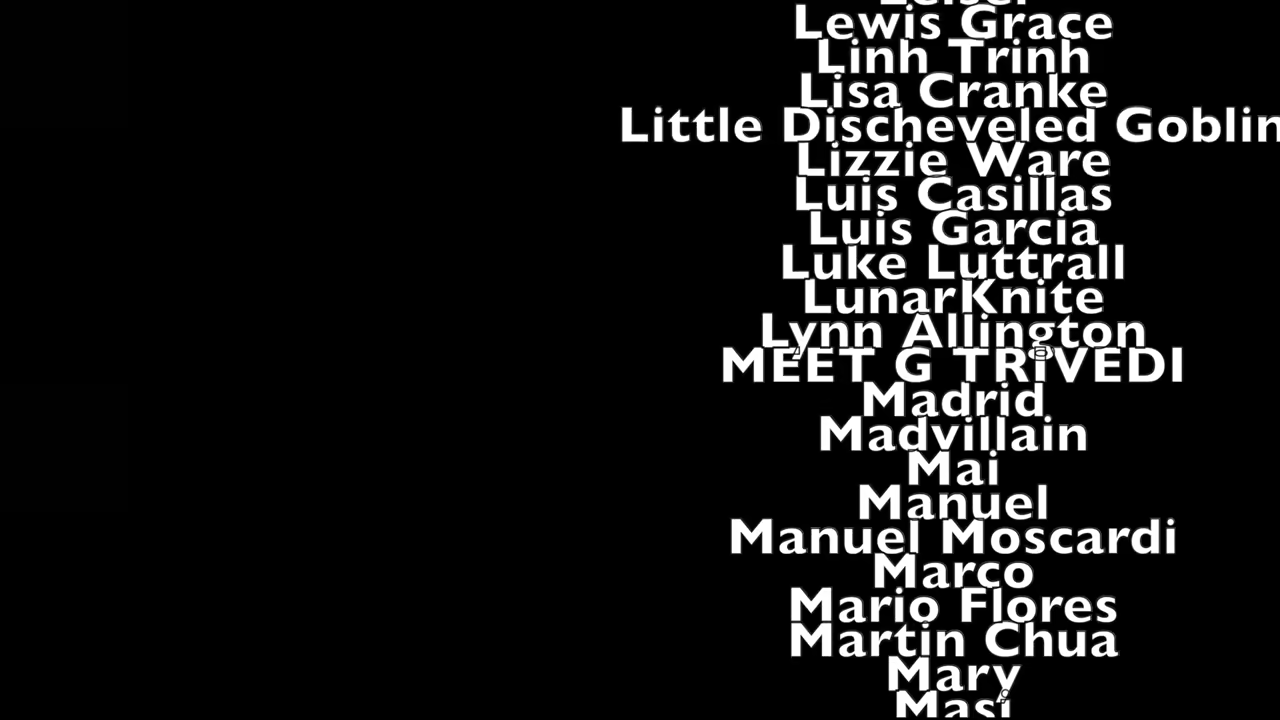 Lewis Grace
Linh Trinh
Lisa Cranke
Little Discheveled Goblin
Lizzie Ware
Luis Casillas
Luis Garcia
Luke Luttrall
LunarKnite
Lynn Allington
MEET G TRiVEDI
Madrid
Madvillain
Mai
Manuel
Manuel Moscardi
Marco
Mario Flores
Martin Chua
Mary
Masi